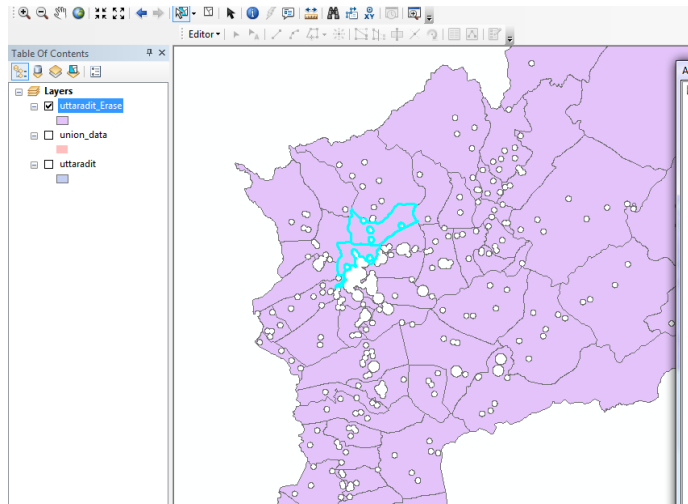 Editor
Table Of Contents
Layers
uttaradit_Erase
union_data
uttaradit